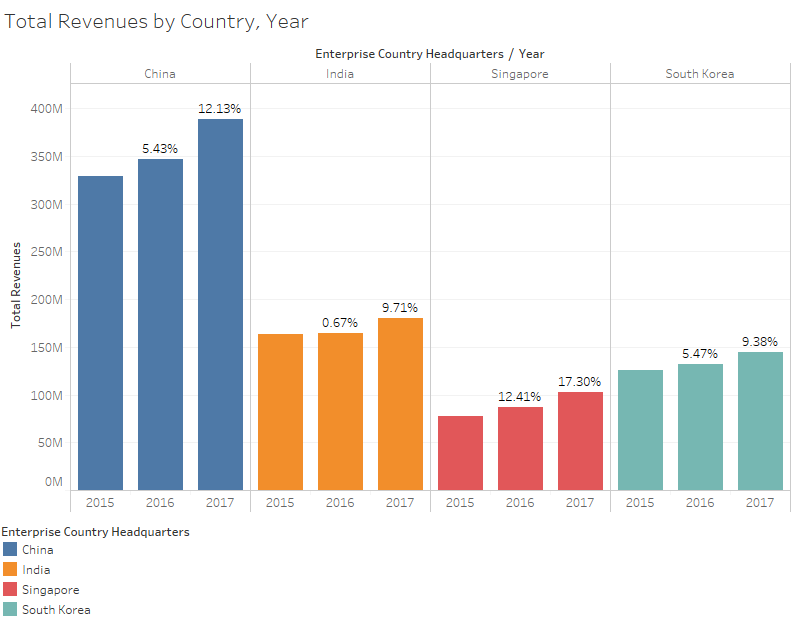 Total Revenues by Country, Year
Enterprise Country Headquarters / Year
China India Singapore South Korea
Total Revenues
400M
350M
300M
250M
200M
150M
100M
50M
0M
5.43% 12.13%
0.67% 9.71%
12.41% 17.30%
5.47% 9.38%
2015 2016 2017 2015 2016 2017 2015 2016 2017 2015 2016 2017
Enterprise Country Headquarters
China
India
Singapore
South Korea